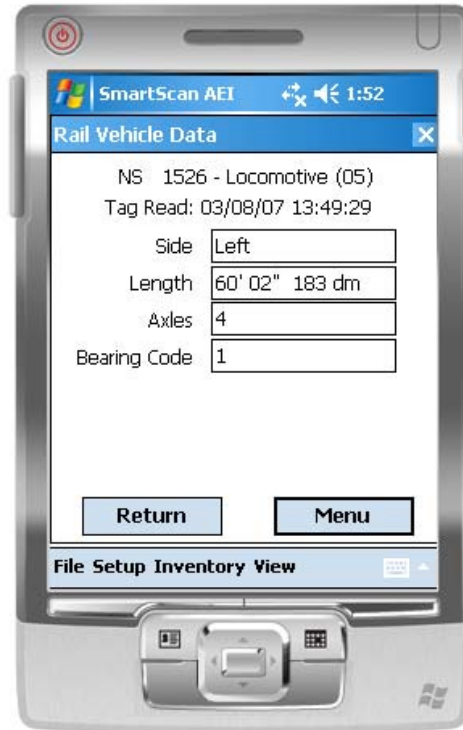 SmartScan AEI 1:52
Rail Vehicle Data
NS 1526 - Locomotive (05)
Tag Read: 03/08/07 13:49:29
Side Left
Length 60' 02" 183 dm
Axles 4
Bearing Code 1
Return Menu
File Setup Inventory View